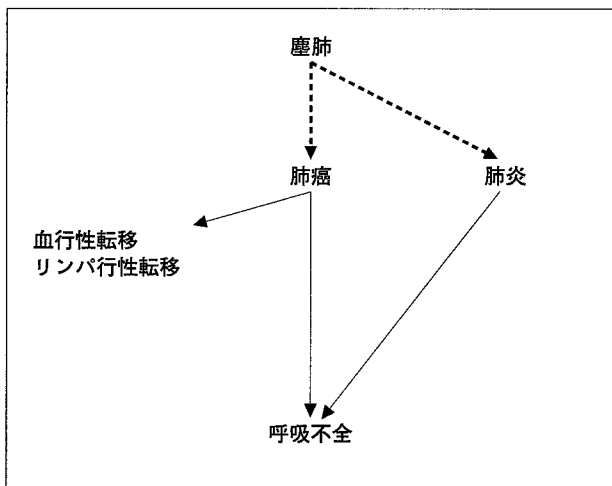 塵肺
肺癌
肺炎
血行性転移
リンパ行性転移
呼吸不全